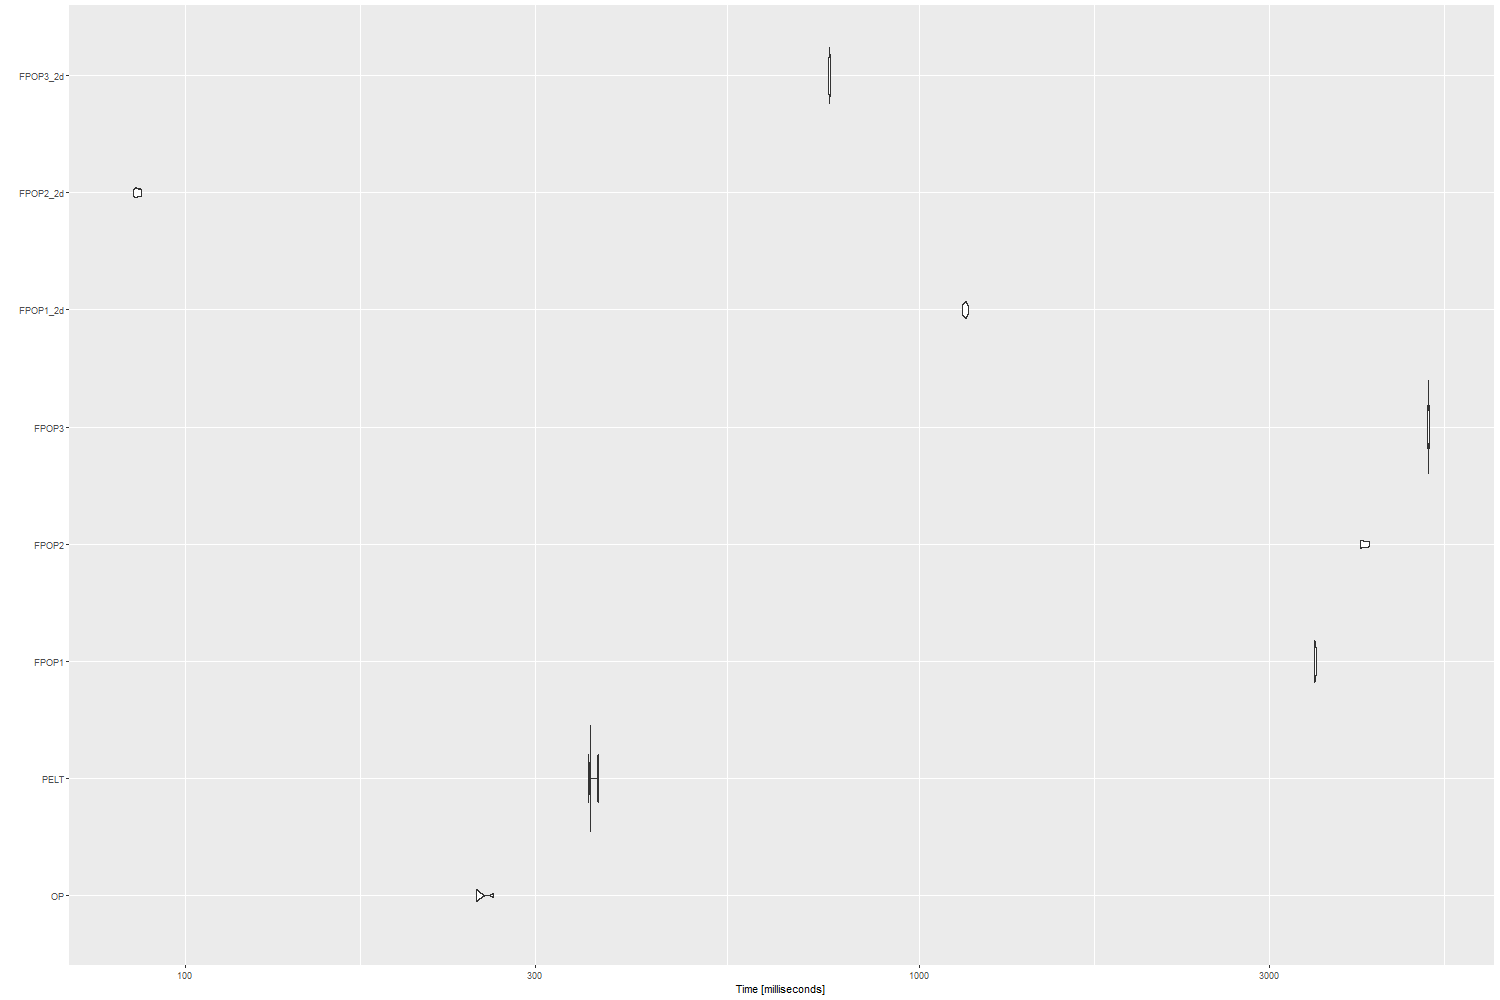 FPOP3_2d
FPOP2_2d
FPOP1_2d
FPOP3
FPOP2
FPOP1
PELT
OP
100 300 1000 3000
Time [milliseconds]